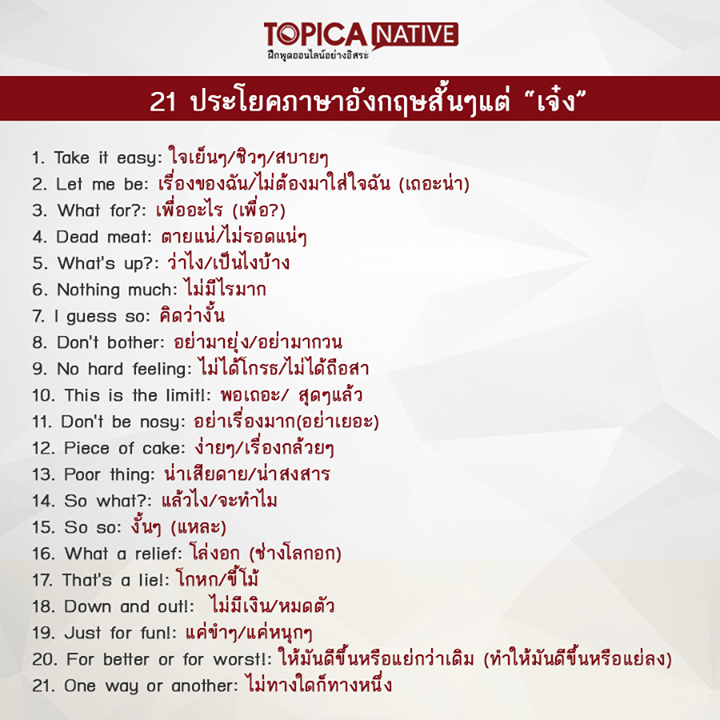 TOPICA NATIVE
ฝึกพูดออนไลน์อย่างอิสระ
21 ประโยคภาษาอังกฤษสั้นๆแต่ “เจ๋ง”
1. Take it easy: ใจเย็นๆ/ชิวๆ/สบายๆ
2. Let me be: เรื่องของฉัน/ไม่ต้องมาใส่ใจฉัน (เถอะน่า)
3. What for?: เพื่ออะไร (เพื่อ?)
4. Dead meat: ตายแน่/ไม่รอดแน่ๆ
5. What's up?: ว่าไง/เป็นไงบ้าง
6. Nothing much: ไม่มีไรมาก
7. I guess so: คิดว่างั้น
8. Don't bother: อย่ามายุ่ง/อย่ามากวน
9. No hard feeling: ไม่ได้โกรธ/ไม่ได้ถือสา
10. This is the limit!: พอเถอะ/ สุดๆแล้ว
11. Don't be nosy: อย่าเรื่องมาก(อย่าเยอะ)
12. Piece of cake: ง่ายๆ/เรื่องกล้วยๆ
13. Poor thing: น่าเสียดาย/น่าสงสาร
14. So what?: แล้วไง/จะทำไม
15. So so: งั้นๆ (แหละ)
16. What a relief: โล่งอก (ช่างโลกอก)
17. That's a lie!: โกหก/ขี้โม้
18. Down and out!: ไม่มีเงิน/หมดตัว
19. Just for fun!: แค่ขำๆ/แค่หนุกๆ
20. For better or for worst!: ให้มันดีขึ้นหรือแย่กว่าเดิม (ทำให้มันดีขึ้นหรือแย่ลง)
21. One way or another: ไม่ทางใดก็ทางหนึ่ง